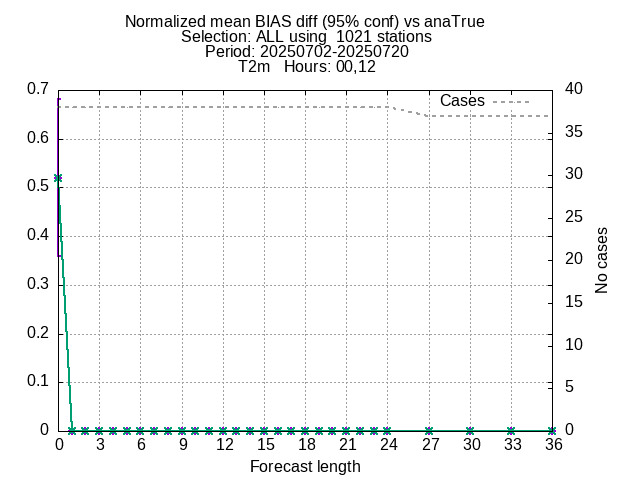 Normalized mean BIAS diff (95% conf) vs anaTrue
Selection: ALL using  1021 stations
Period: 20250702-20250720
T2m   Hours: 00,12
0.7
0.6
0.5
0.4
0.3
0.2
0.1
0
Cases
40
35
30
25
20
15
10
5
0
No cases
0 3 6 9 12 15 18 21 24 27 30 33 36
Forecast length